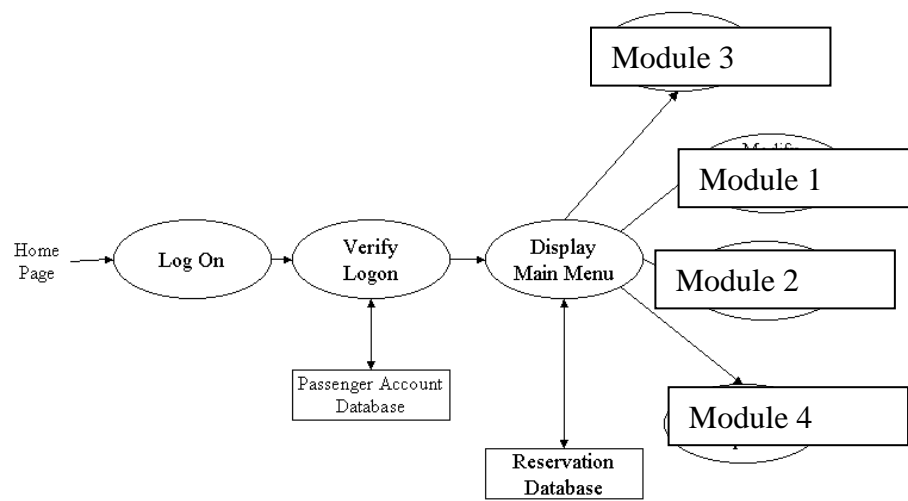 Module 3
Module 1
Home
Page
Log On
Verify
Logon
Display
Main Menu
Module 2
Passenger Account
Database
Module 4
Reservation
Database